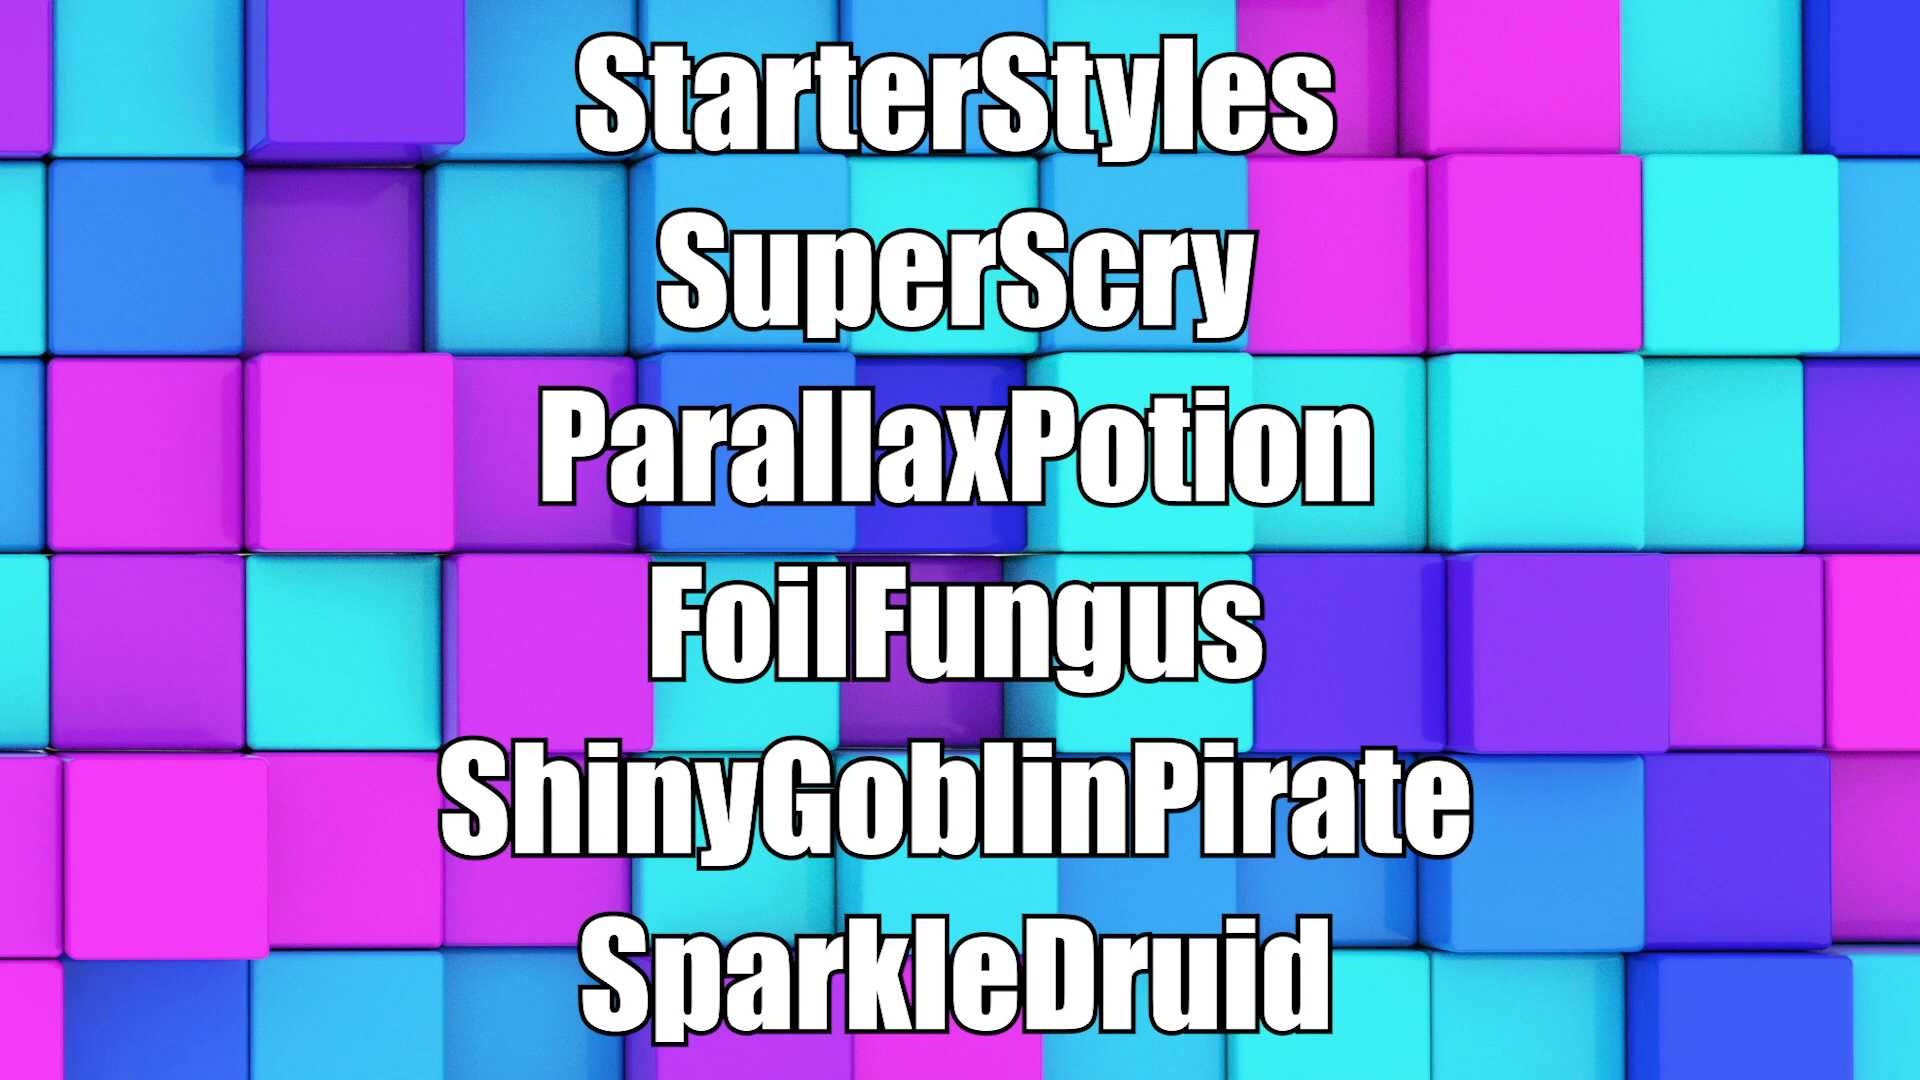 StarterStyles
SuperScry
ParallaxPotion
FoilFungus
ShinyGoblinPirate
SparkleDruid